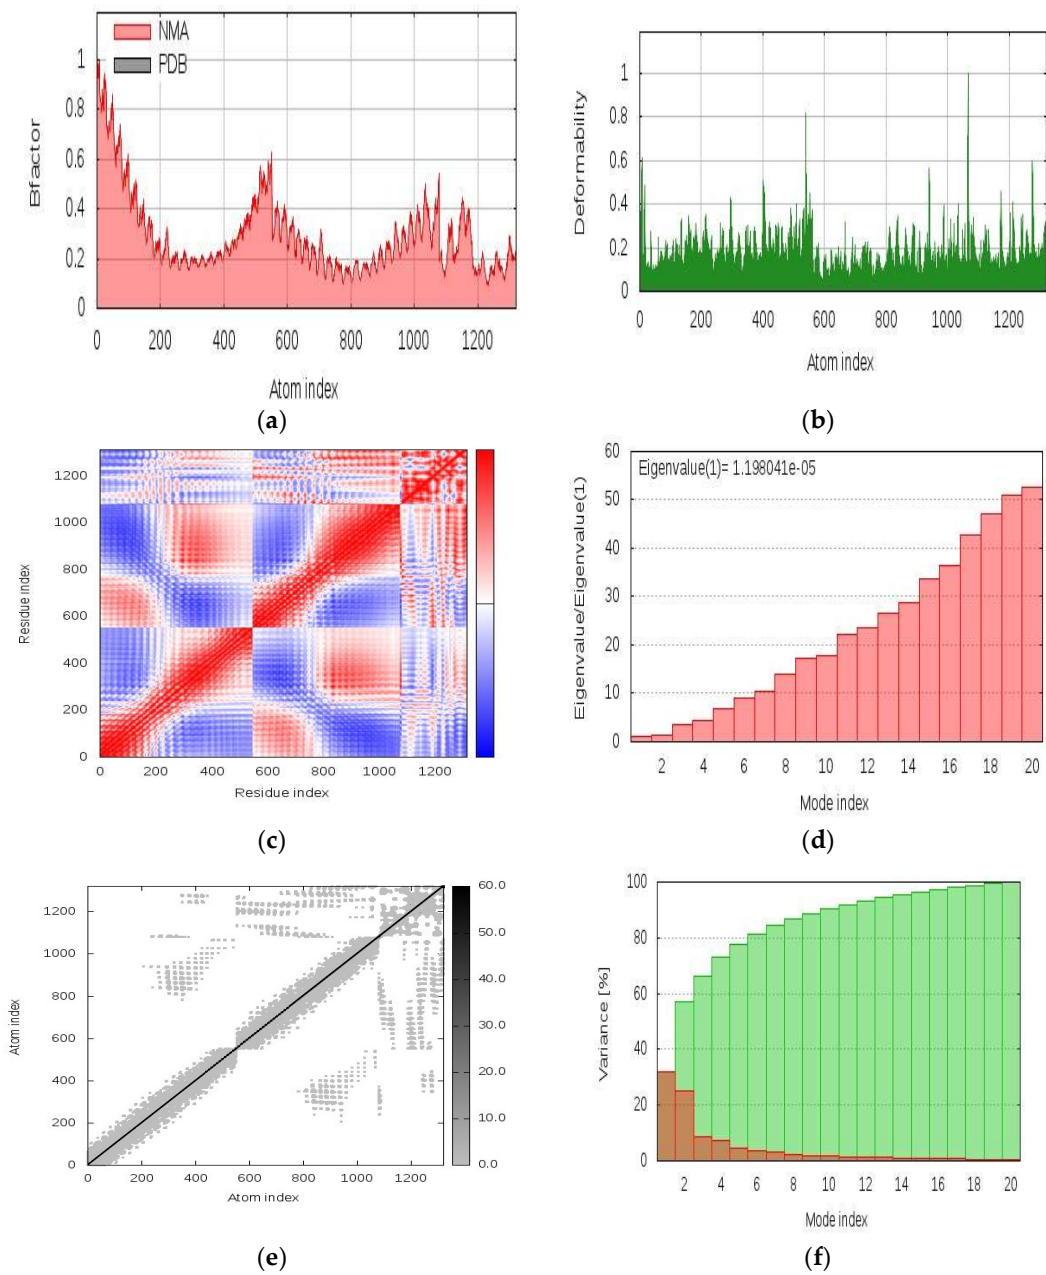 NMA
PDB
1
0.8
0.6
0.4
0.2
0
Bfactor
0 200 400 600 800 1000 1200
Atom index
(a)
1
0.8
0.6
0.4
0.2
0
Deformability
0 200 400 600 800 1000 1200
Atom index
(b)
1200
1000
800
600
400
200
0
Residue index
0 200 400 600 800 1000 1200
Residue index
(c)
Eigenvalue(1)= 1.198041e-05
60
50
40
30
20
10
0
Eigenvalue/Eigenvalue(1)
2 4 6 8 10 12 14 16 18 20
Mode index
(d)
1200
1000
800
600
400
200
0
Atom index
0 200 400 600 800 1000 1200
Atom index
60.0
50.0
40.0
30.0
20.0
10.0
0.0
(e)
100
80
60
40
20
0
Variance [%]
2 4 6 8 10 12 14 16 18 20
Mode index
(f)